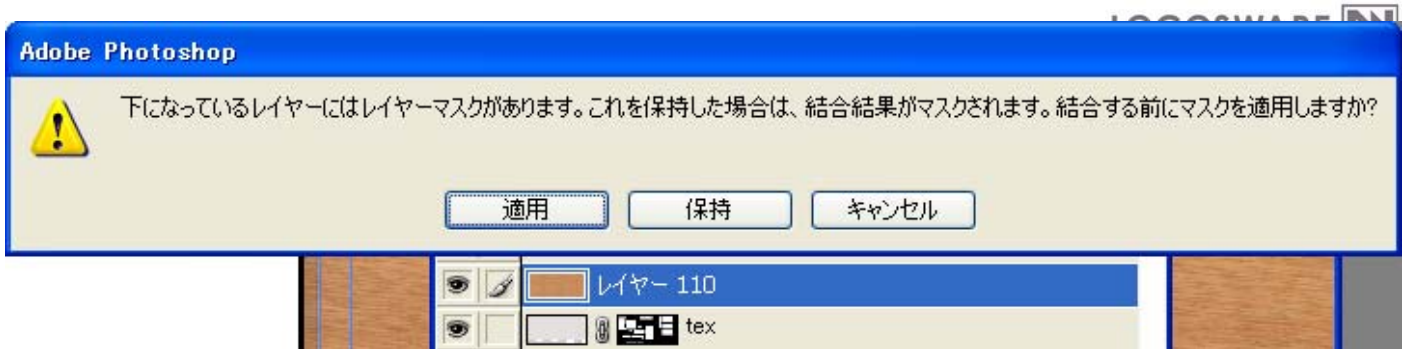 LOGOSWARE
Adobe Photoshop
下になっているレイヤーにはレイヤーマスクがあります。これを保持した場合は、結合結果がマスクされます。結合する前にマスクを適用しますか?
適用
保持
キャンセル
レイヤー 110
tex